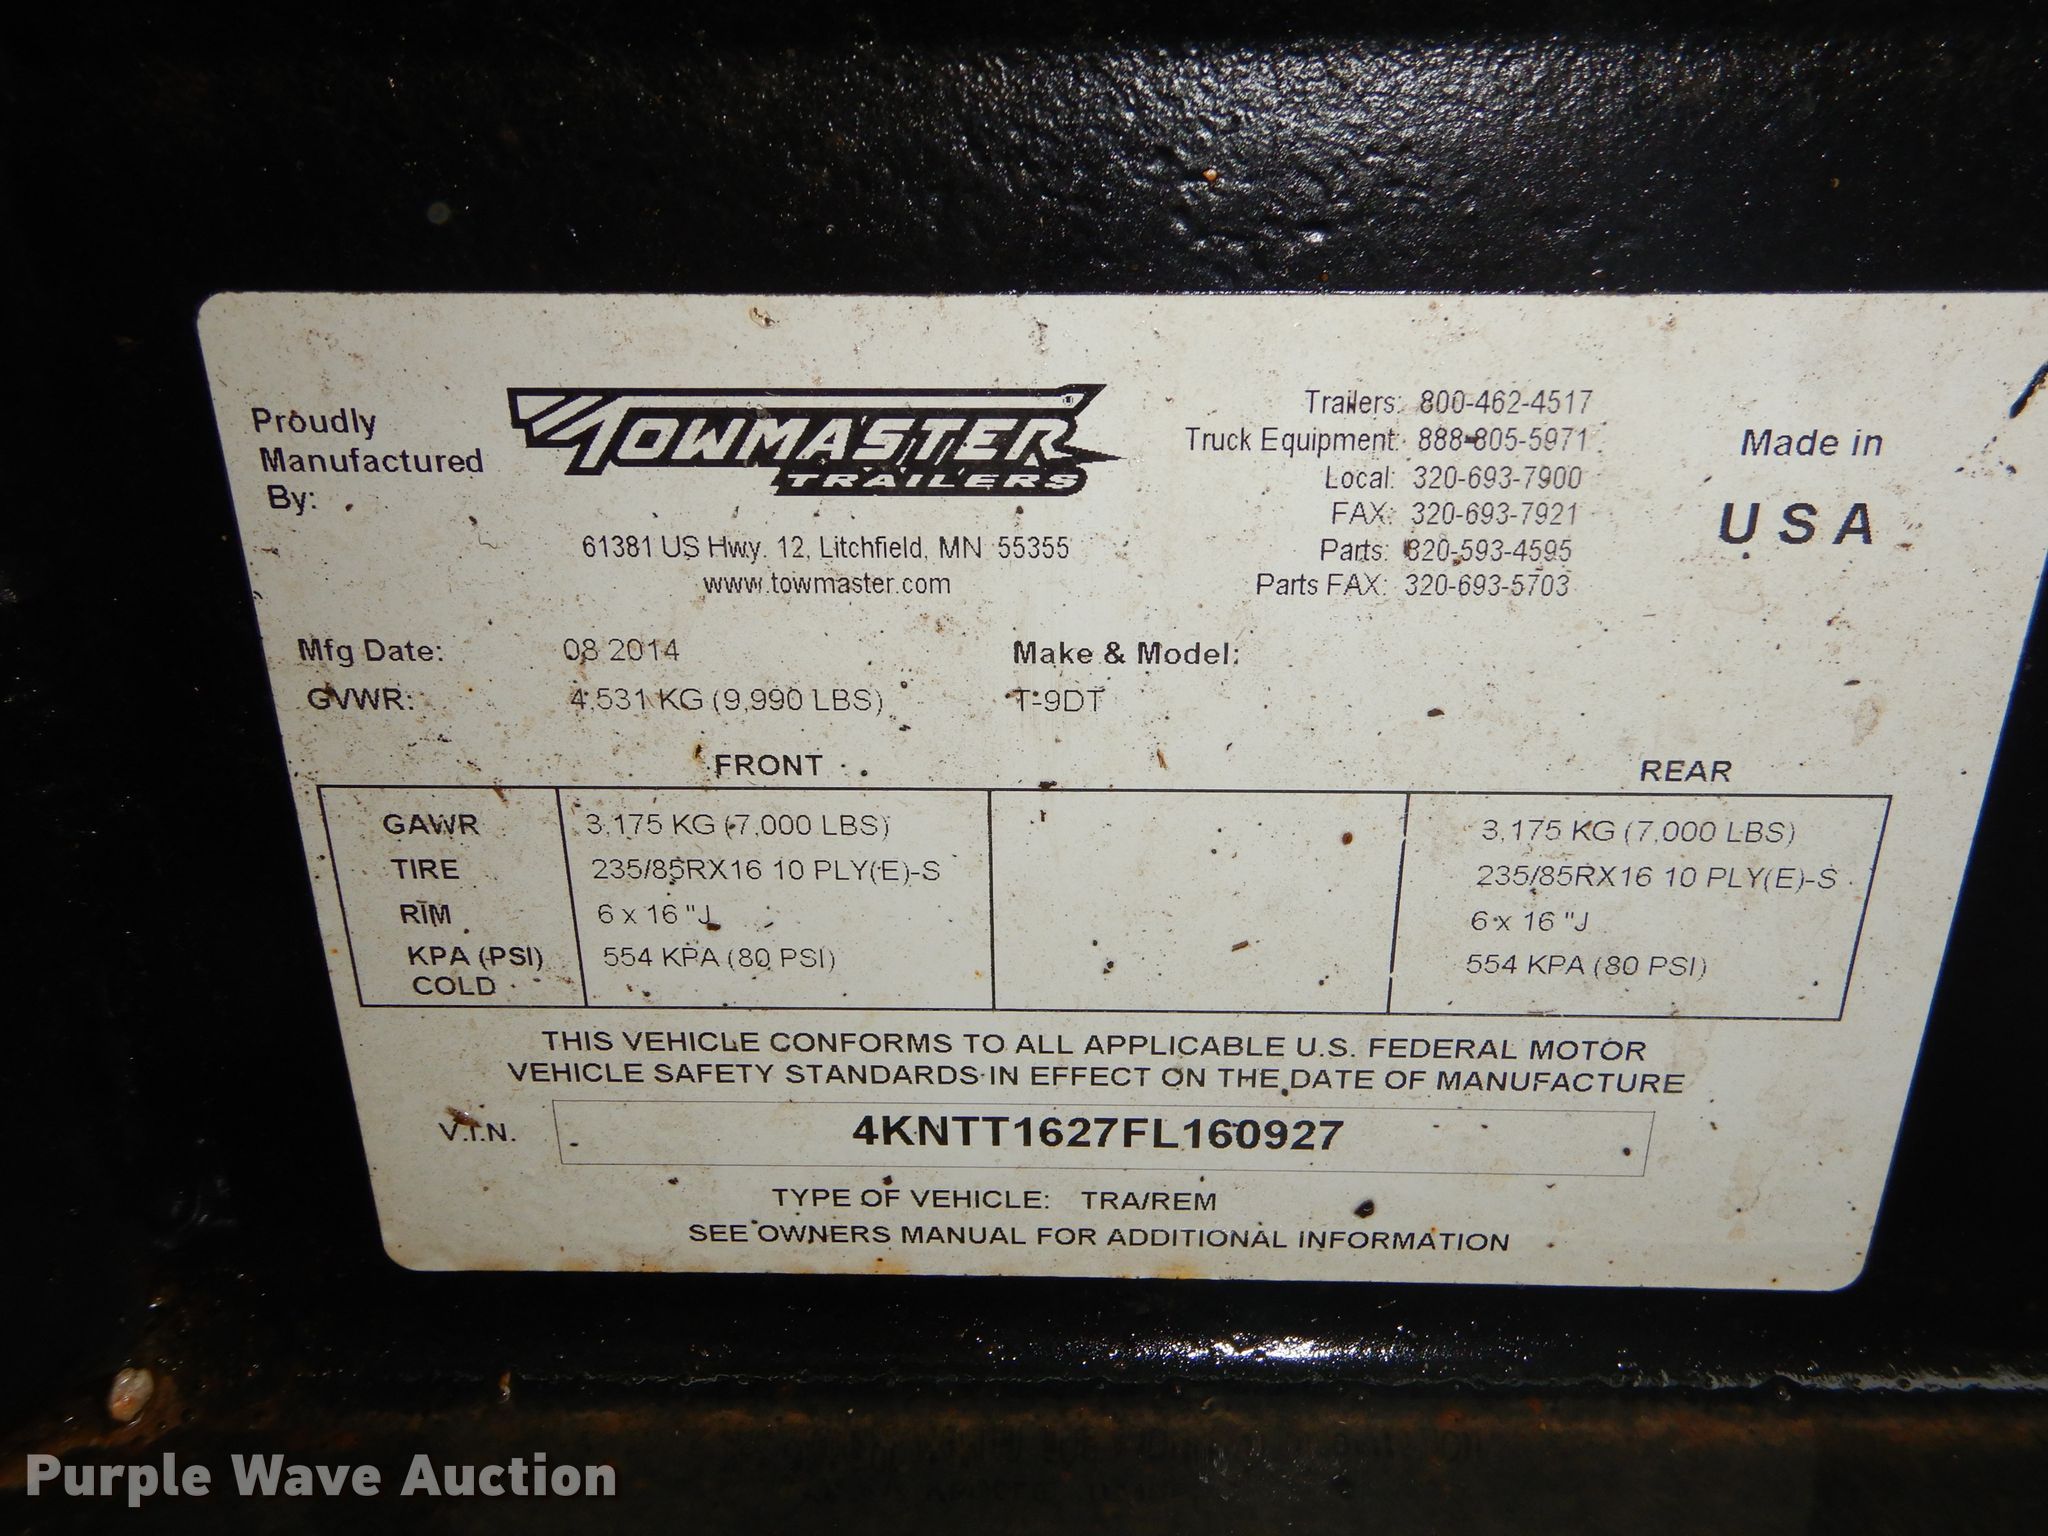 Proudly
Manufactured
By:
TOWMASTER
TRAILERS
61381 US Hwy. 12, Litchfield, MN 55355
www.towmaster.com
Trailers: 800-462-4517
Truck Equipment: 888-805-5971
Local: 320-693-7900
FAX: 320-693-7921
Parts: 320-593-4595
Parts FAX: 320-693-5703
Made in
USA
Mfg Date: 08 2014 Make & Model:
GVWR: 4,531 KG (9,990 LBS) T-9DT
FRONT REAR
GAWR 3,175 KG (7,000 LBS) 3,175 KG (7,000 LBS)
TIRE 235/85RX16 10 PLY(E)-S 235/85RX16 10 PLY(E)-S
RIM 6 x 16 "J 6 x 16 "J
KPA (PSI) 554 KPA (80 PSI) 554 KPA (80 PSI)
COLD
THIS VEHICLE CONFORMS TO ALL APPLICABLE U.S. FEDERAL MOTOR
VEHICLE SAFETY STANDARDS IN EFFECT ON THE DATE OF MANUFACTURE
V.I.N. 4KNTT1627FL160927
TYPE OF VEHICLE: TRA/REM
SEE OWNERS MANUAL FOR ADDITIONAL INFORMATION
Purple Wave Auction